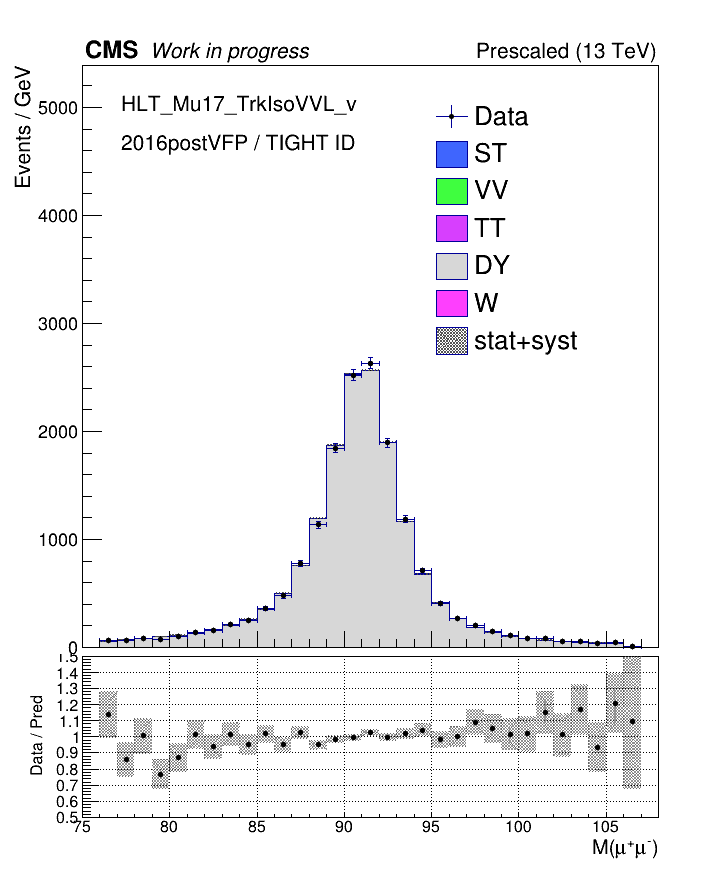 CMS Work in progress Prescaled (13 TeV)
Events / GeV
HLT_Mu17_TrkIsoVVL_v
2016postVFP / TIGHT ID
Data
ST
VV
TT
DY
W
stat+syst
5000
4000
3000
2000
1000
0
Data / Pred
1.5
1.4
1.3
1.2
1.1
1
0.9
0.8
0.7
0.6
0.5
75 80 85 90 95 100 105
M(μ⁺μ⁻)